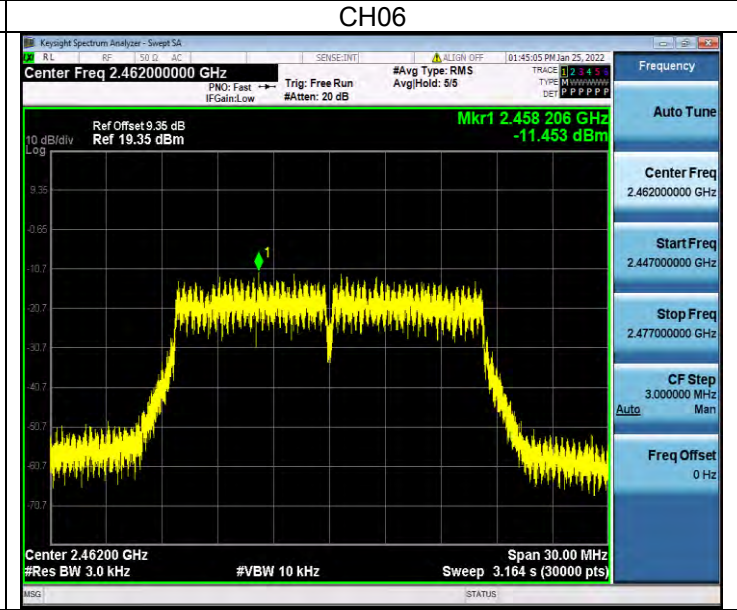 CH06
Keysight Spectrum Analyzer - Swept SA
RL RF 50 Ω AC SENSE:INT ALIGN OFF 01:45:05 PM Jan 25, 2022
Center Freq 2.462000000 GHz
PNO: Fast
IFGain:Low
Trig: Free Run
#Atten: 20 dB
#Avg Type: RMS
Avg|Hold: 5/5
TRACE 1 2 3 4 5 6
TYPE M WWWWW
DET P P P P P P
Frequency
Auto Tune
Center Freq
2.462000000 GHz
Start Freq
2.447000000 GHz
Stop Freq
2.477000000 GHz
CF Step
3.000000 MHz
Auto Man
Freq Offset
0 Hz
Ref Offset 9.35 dB
10 dB/div Ref 19.35 dBm
Log
Mkr1 2.458 206 GHz
-11.453 dBm
9.35
-0.65
-10.7
-20.7
-30.7
-40.7
-50.7
-60.7
-70.7
1
Center 2.46200 GHz Span 30.00 MHz
#Res BW 3.0 kHz #VBW 10 kHz Sweep 3.164 s (30000 pts)
MSG STATUS